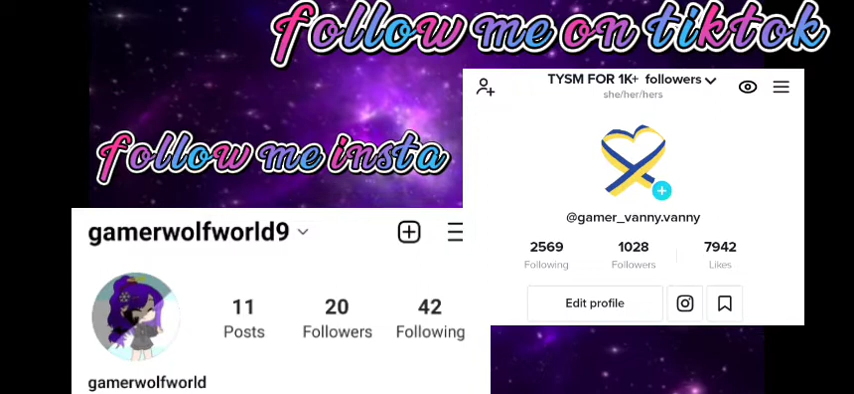 follow me on tiktok
TYSM FOR 1K+ followers
she/her/hers
@gamer_vanny.vanny
2569 1028 7942
Following Followers Likes
Edit profile
follow me insta
gamerwolfworld9
11 20 42
Posts Followers Following
gamerwolfworld